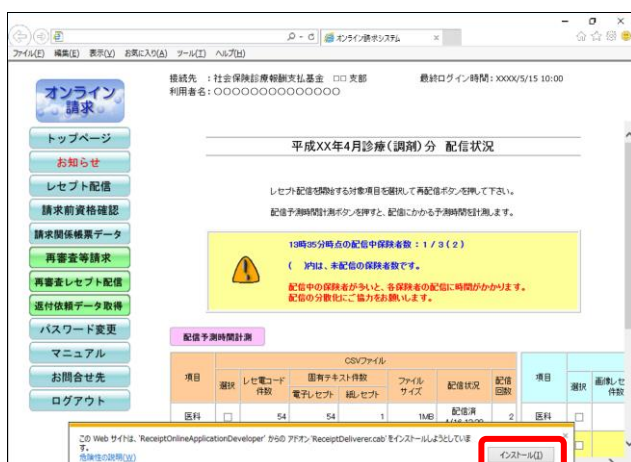 オンライン請求システム
ファイル(F) 編集(E) 表示(V) お気に入り(A) ツール(T) ヘルプ(H)
オンライン
請求
接続先 ：社会保険診療報酬支払基金 □□ 支部
最終ログイン時間：XXXX/5/15 10:00
利用者名：○○○○○○○○○○○○○○
トップページ
お知らせ
レセプト配信
請求前資格確認
請求関係帳票データ
再審査等請求
再審査レセプト配信
返付依頼データ取得
パスワード変更
マニュアル
お問合せ先
ログアウト
平成XX年4月診療（調剤）分 配信状況
レセプト配信を開始する対象項目を選択して再配信ボタンを押して下さい。
配信予測時間計測ボタンを押すと、配信にかかる予測時間を計測します。
13時35分時点の配信中保険者数：1 / 3 ( 2 )
( )内は、未配信の保険者数です。
配信中の保険者が多いと、各保険者の配信に時間がかかります。
配信の分散化にご協力をお願いします。
配信予測時間計測
CSVファイル
項目 選択 レセ電コード件数 固有テキスト件数 ファイルサイズ 配信状況 配信回数 項目 選択 画像レセ
件数
電子レセプト 紙レセプト
医科 54 54 1 1MB 配信済 2 医科
この Web サイトは、'ReceiptOnlineApplicationDeveloper' からの アドオン 'ReceiptDeliverer.cab' をインストールしようとしていま
す。
危険性の説明(W)
インストール(I)